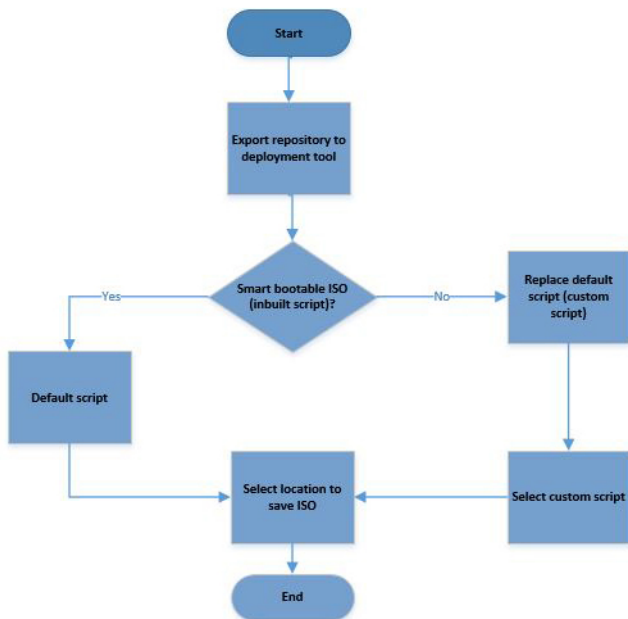 Start
Export repository to
deployment tool
Smart bootable ISO
(inbuilt script)?
Yes
No
Replace default
script (custom
script)
Default script
Select location to
save ISO
Select custom script
End